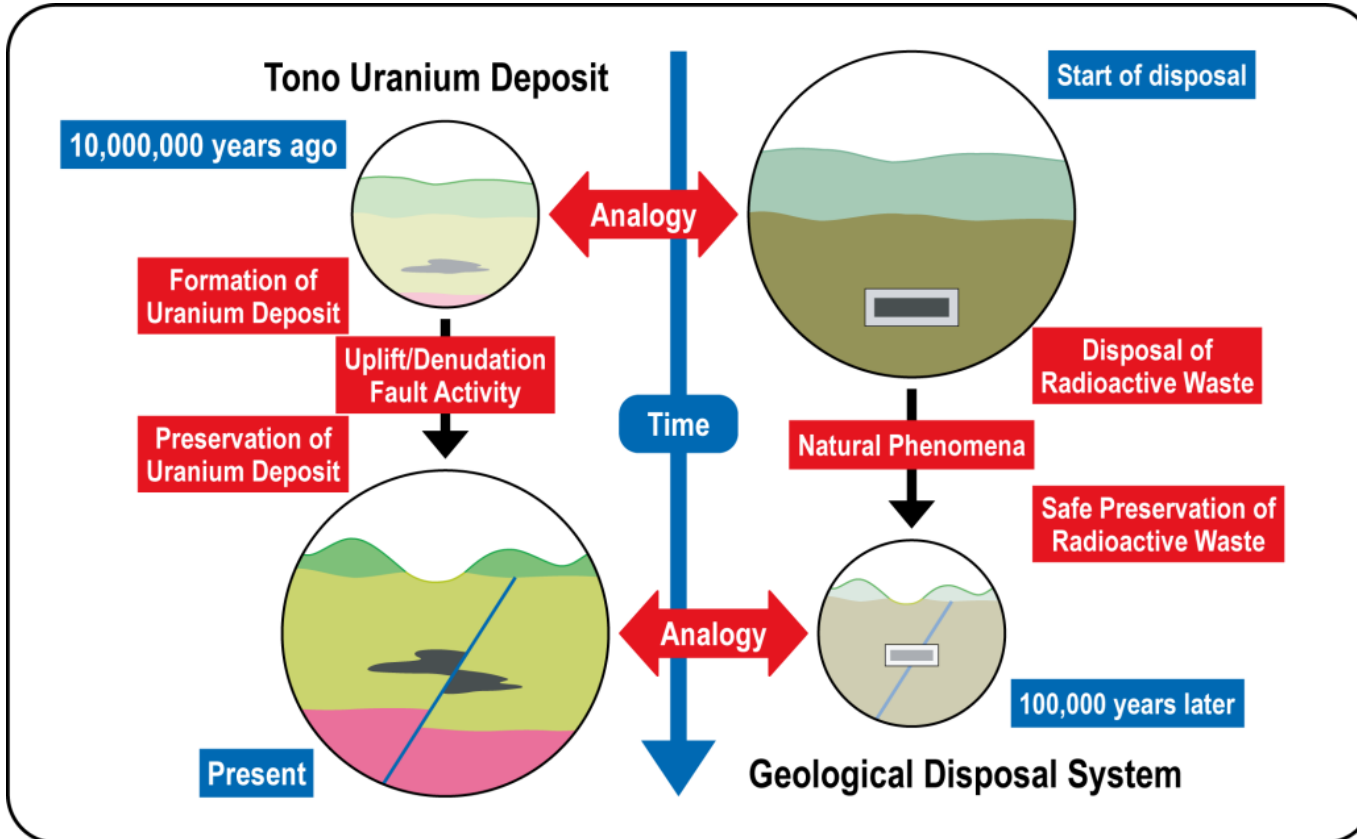 Tono Uranium Deposit
10,000,000 years ago
Formation of
Uranium Deposit
Uplift/Denudation
Fault Activity
Preservation of
Uranium Deposit
Present
Analogy
Time
Analogy
Start of disposal
Disposal of
Radioactive Waste
Natural Phenomena
Safe Preservation of
Radioactive Waste
100,000 years later
Geological Disposal System